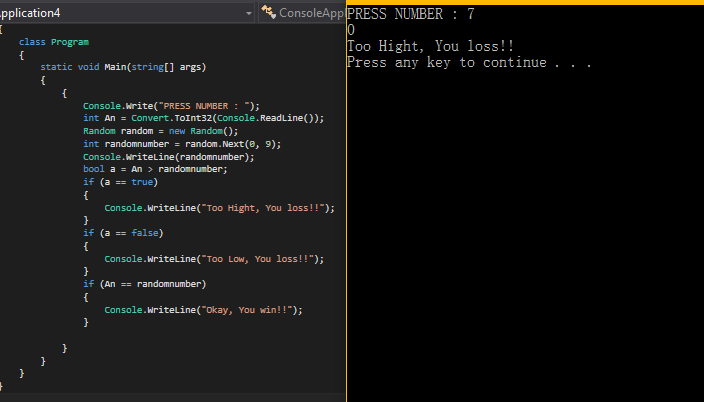 Application4
ConsoleAppl
{
class Program
{
static void Main(string[] args)
{
{
Console.Write("PRESS NUMBER : ");
int An = Convert.ToInt32(Console.ReadLine());
Random random = new Random();
int randomnumber = random.Next(0, 9);
Console.WriteLine(randomnumber);
bool a = An > randomnumber;
if (a == true)
{
Console.WriteLine("Too Hight, You loss!!");
}
if (a == false)
{
Console.WriteLine("Too Low, You loss!!");
}
if (An == randomnumber)
{
Console.WriteLine("Okay, You win!!");
}
}
}
}
}
PRESS NUMBER : 7
0
Too Hight, You loss!!
Press any key to continue . . .